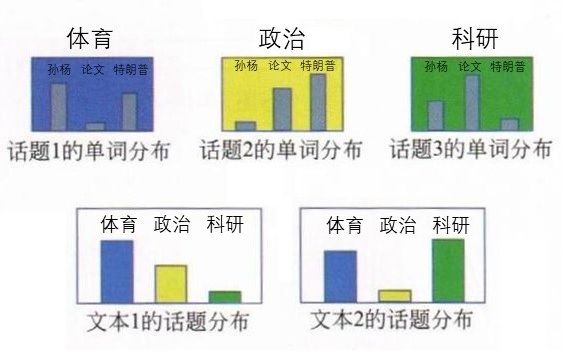 体育 政治 科研
孙杨 论文 特朗普 孙杨 论文 特朗普 孙杨 论文 特朗普
话题1的单词分布 话题2的单词分布 话题3的单词分布
体育 政治 科研 体育 政治 科研
文本1的话题分布 文本2的话题分布